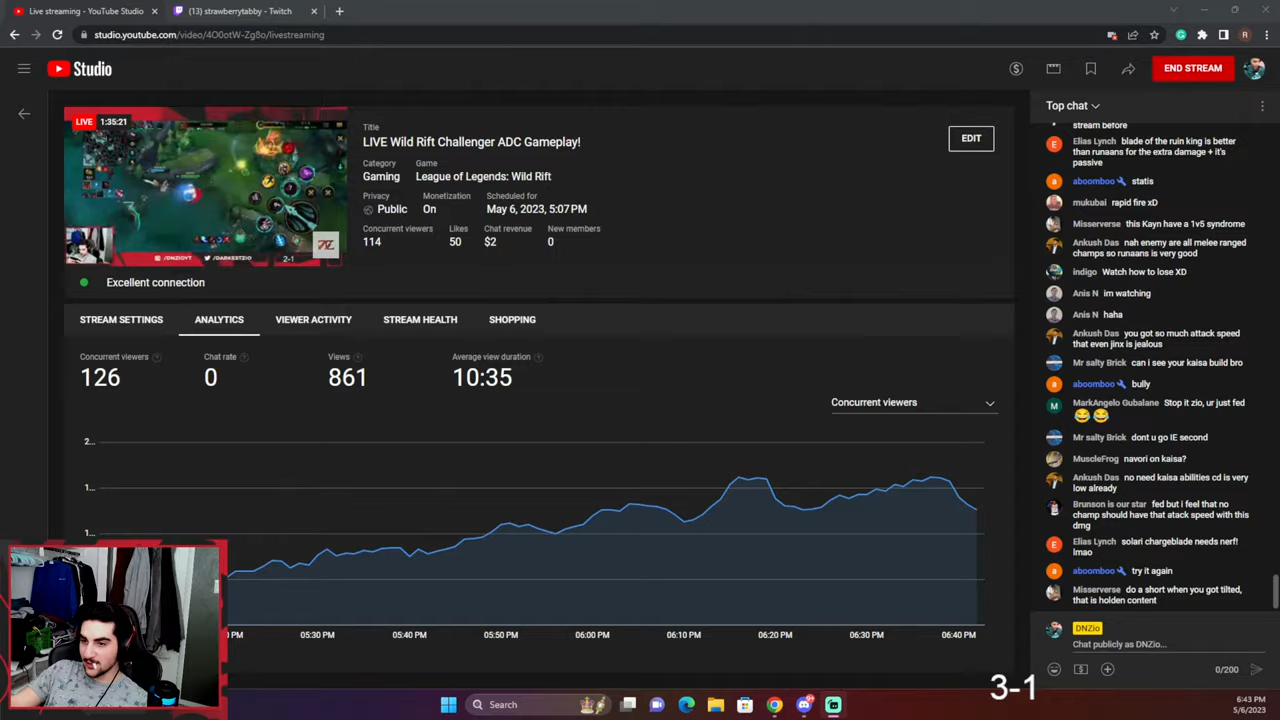 Live streaming - YouTube Studio
(13) strawberrytabby - Twitch
studio.youtube.com/video/4O0otW-Zg8o/livestreaming
R
Studio
END STREAM
LIVE 1:35:21
/DNZIOYT
/DARKESTZIO
2-1
Title
LIVE Wild Rift Challenger ADC Gameplay!
EDIT
Category Game
Gaming League of Legends: Wild Rift
Privacy Monetization Scheduled for
Public On May 6, 2023, 5:07 PM
Concurrent viewers Likes Chat revenue New members
114 50 $2 0
Excellent connection
STREAM SETTINGS ANALYTICS VIEWER ACTIVITY STREAM HEALTH SHOPPING
Concurrent viewers Chat rate Views Average view duration
126 0 861 10:35
Concurrent viewers
2...
1...
1...
PM 05:30 PM 05:40 PM 05:50 PM 06:00 PM 06:10 PM 06:20 PM 06:30 PM 06:40 PM
Top chat
stream before
Elias Lynch blade of the ruin king is better
than runaans for the extra damage + it's
passive
aboomboo statis
mukubai rapid fire xD
Misserverse this Kayn have a 1v5 syndrome
Ankush Das nah enemy are all melee ranged
champs so runaans is very good
indigo Watch how to lose XD
Anis N im watching
Anis N haha
Ankush Das you got so much attack speed
that even jinx is jealous
Mr salty Brick can i see your kaisa build bro
aboomboo bully
MarkAngelo Gubalane Stop it zio, ur just fed
😂😂
Mr salty Brick dont u go IE second
MuscleFrog navori on kaisa?
Ankush Das no need kaisa abilities cd is very
low already
Brunson is our star fed but i feel that no
champ should have that atack speed with this
dmg
Elias Lynch solari chargeblade needs nerf!
lmao
aboomboo try it again
Misserverse do a short when you got tilted,
that is holden content
DNZio
Chat publicly as DNZio...
0/200
3-1
Search
6:43 PM
5/6/2023